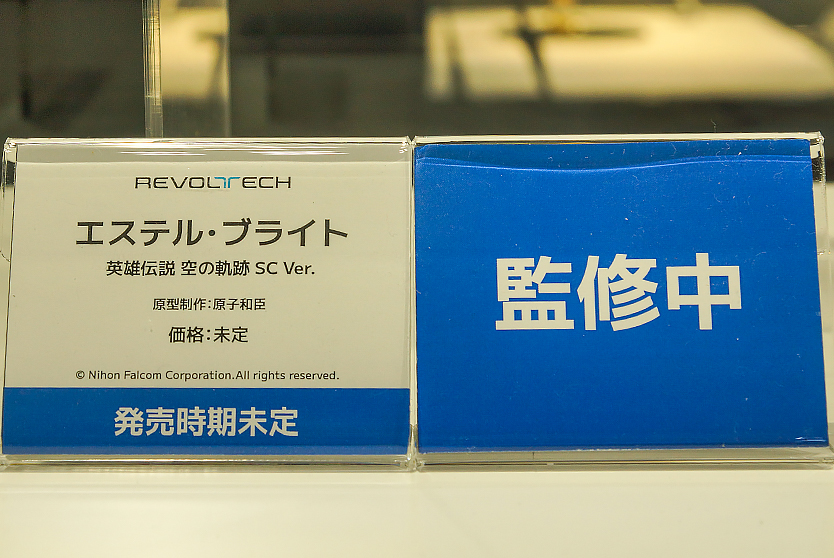 REVOLTECH
エステル・ブライト
英雄伝説 空の軌跡 SC Ver.
原型制作：原子和臣
価格：未定
© Nihon Falcom Corporation.All rights reserved.
発売時期未定
監修中